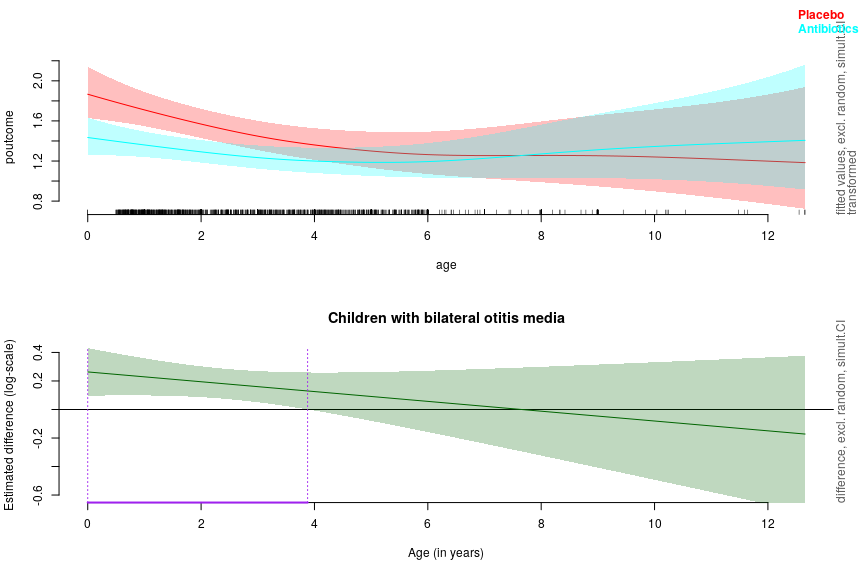 Placebo
Antibiotics
poutcome
0.8 1.2 1.6 2.0
0 2 4 6 8 10 12
age
fitted values, excl. random, simult.CI
transformed
Children with bilateral otitis media
Estimated difference (log-scale)
-0.6 -0.2 0.2 0.4
0 2 4 6 8 10 12
Age (in years)
difference, excl. random, simult.CI